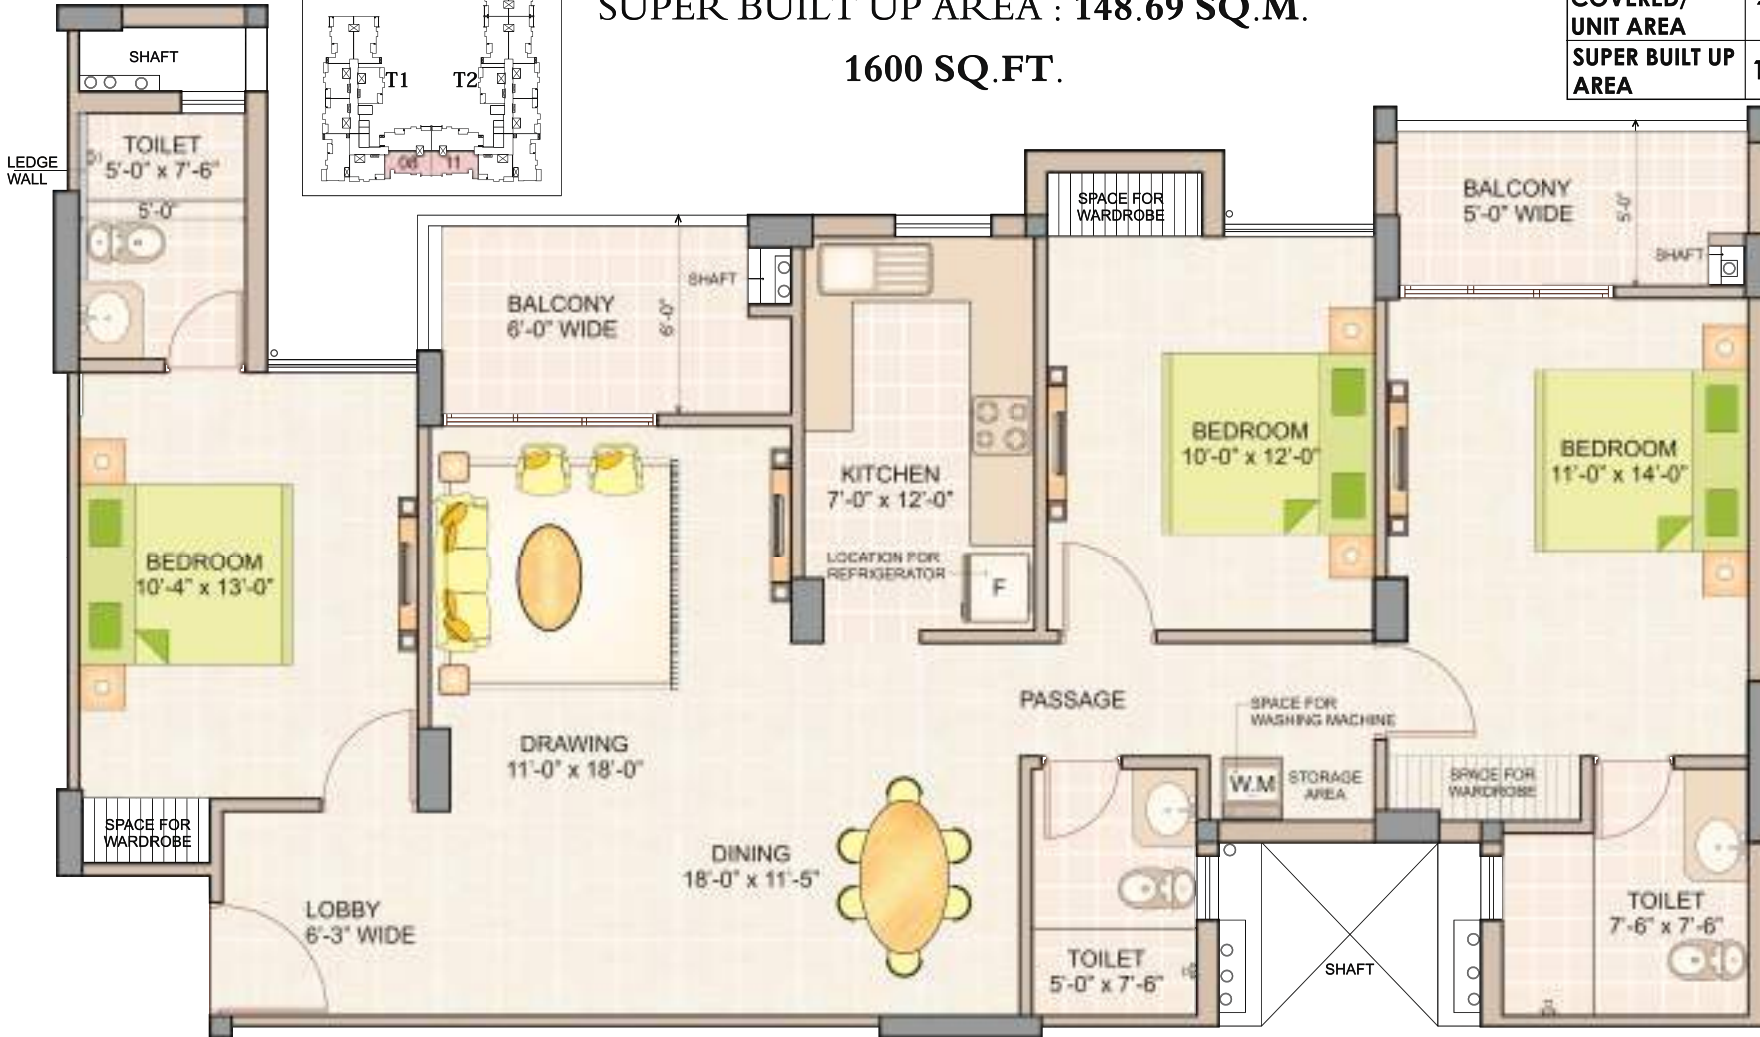 SUPER BUILT UP AREA : 148.69 SQ.M.
1600 SQ.FT.
COVERED/
UNIT AREA
SUPER BUILT UP
AREA
T1
T2
08
11
SHAFT
TOILET
5'-0" x 7'-6"
5'-0"
LEDGE
WALL
BALCONY
6'-0" WIDE
6'-0"
SHAFT
SPACE FOR
WARDROBE
BALCONY
5'-0" WIDE
5'-0"
SHAFT
KITCHEN
7'-0" x 12'-0"
LOCATION FOR
REFRIGERATOR
F
BEDROOM
10'-0" x 12'-0"
BEDROOM
11'-0" x 14'-0"
BEDROOM
10'-4" x 13'-0"
DRAWING
11'-0" x 18'-0"
PASSAGE
SPACE FOR
WASHING MACHINE
W.M
STORAGE
AREA
SPACE FOR
WARDROBE
SPACE FOR
WARDROBE
DINING
18'-0" x 11'-5"
LOBBY
6'-3" WIDE
TOILET
5'-0" x 7'-6"
SHAFT
TOILET
7'-6" x 7'-6"